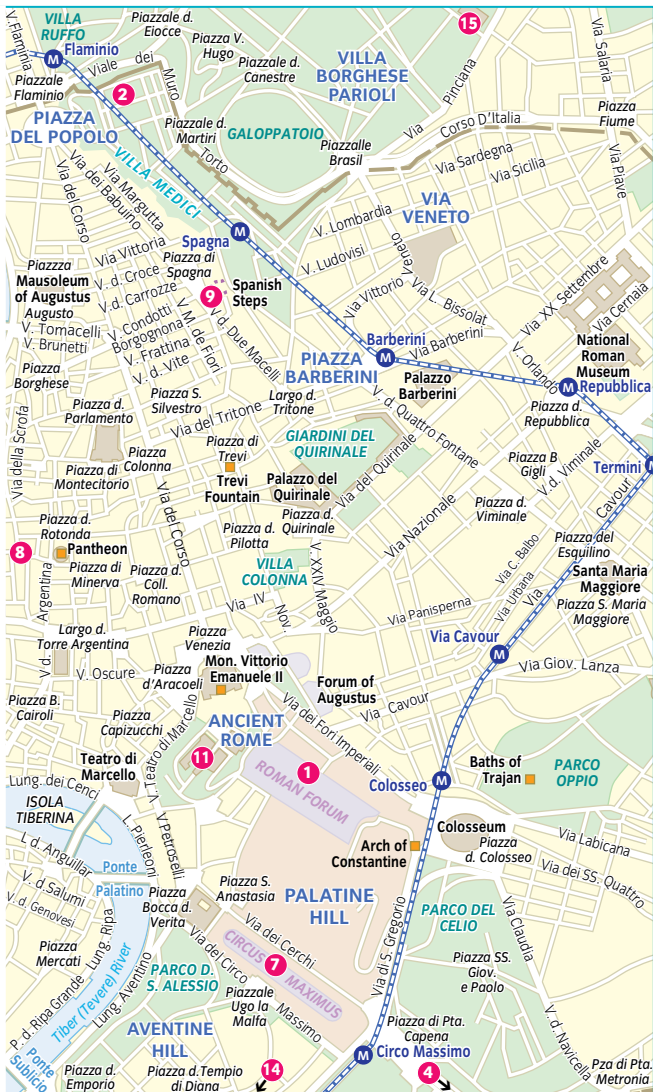 VILLA
RUFFO
Piazzale d.
Eiocce
Piazza V.
Hugo
15
V. Flaminia
M
Flaminio
Viale dei
Muro
Torto
Piazzale d.
Canestre
VILLA
BORGHESE
PARIOLI
Via Pinciana
Via Salaria
Piazzale
Flaminio
2
PIAZZA
DEL POPOLO
Piazzale d.
Martiri
GALOPPATOIO
Piazzalle
Brasil
Corso D'Italia
Piazza
Fiume
Via Piave
Via Sardegna
Via Sicilia
VILLA MEDICI
Via del Corso
Via dei Babuino
Via Margutta
VIA
VENETO
V. Lombardia
V. Ludovisi
Veneto
Spagna
M
Via Vittoria
Piazza di
Spagna
V. d. Croce
V. d. Carrozze
9
Spanish
Steps
Piazzza
Mausoleum
of Augustus
Augusto
V. Tomacelli
V. Brunetti
V. Condotti
Borgognona
V. Frattina
V. d. Vite
V. M. de Fiori
V. d. Due Macelli
Via Vittorio
Via L. Bissolat
Via XX Settembre
Via Cernaia
National
Roman
Museum
Barberini
M
Via Barberini
V. Orlando
M
Repubblica
PIAZZA
BARBERINI
Palazzo
Barberini
Piazza
Borghese
Piazza S.
Silvestro
Largo d.
Tritone
Via del Tritone
V. d. Quattro Fontane
Piazza d.
Repubblica
Piazza d.
Parlamento
Via della Scrofa
Piazza
Colonna
Piazza di
Montecitorio
Piazza di
Trevi
Trevi
Fountain
GIARDINI DEL
QUIRINALE
Palazzo del
Quirinale
Via del Quirinale
Piazza B
Gigli
V. d. Viminale
Termini
M
Cavour
Piazza d.
Viminale
Via Nazionale
Piazza d.
Quirinale
Piazza d.
Pilotta
Via del Corso
Piazza d.
Rotonda
8
Pantheon
Piazza di
Minerva
Piazza d.
Coll.
Romano
VILLA
COLONNA
V. XXIV Maggio
Via C. Balbo
Via Urbana
Via
Piazza del
Esquilino
Santa Maria
Maggiore
Piazza S. Maria
Maggiore
V. d. Argentina
Largo d.
Torre Argentina
Via IV Nov.
Via Panisperna
Via Cavour
M
Via Giov. Lanza
Piazza
Venezia
V. Oscure
Piazza
d'Aracoeli
Mon. Vittorio
Emanuele II
Forum of
Augustus
Via Cavour
Piazza B.
Cairoli
Piazza
Capizucchi
V. Teatro di Marcello
ANCIENT
ROME
11
Via dei Fori Imperiali
1
ROMAN FORUM
Baths of
Trajan
PARCO
OPPIO
Teatro di
Marcello
Colosseo
M
Lung. dei Cenci
ISOLA
TIBERINA
L. Pierleoni
V. Petroselli
Arch of
Constantine
Colosseum
Piazza
d. Colosseo
Via Labicana
Via dei SS. Quattro
L d. Anguillar
Ponte
Palatino
V. d. Salumi
V. d. Genovesi
Piazza S.
Anastasia
PALATINE
HILL
Via di S. Gregorio
PARCO DEL
CELIO
Via Claudia
Piazza
Bocca d.
Verita
Via dei Cerchi
CIRCUS
7
MAXIMUS
Via del Circo Massimo
Piazza
Mercati
Lung. Ripa
PARCO D.
S. ALESSIO
Piazza SS.
Giov.
e Paolo
P. d. Ripa Grande
Tiber (Tevere) River
Lung. Aventino
Piazzale
Ugo la
Malfa
AVENTINE
HILL
Piazza di Pta.
Capena
V. d. Navicella
Ponte
Subicio
Piazza d.
Emporio
Piazza d. Tempio
di Diana
14
M
Circo Massimo
4
Pza di Pta.
Metronia